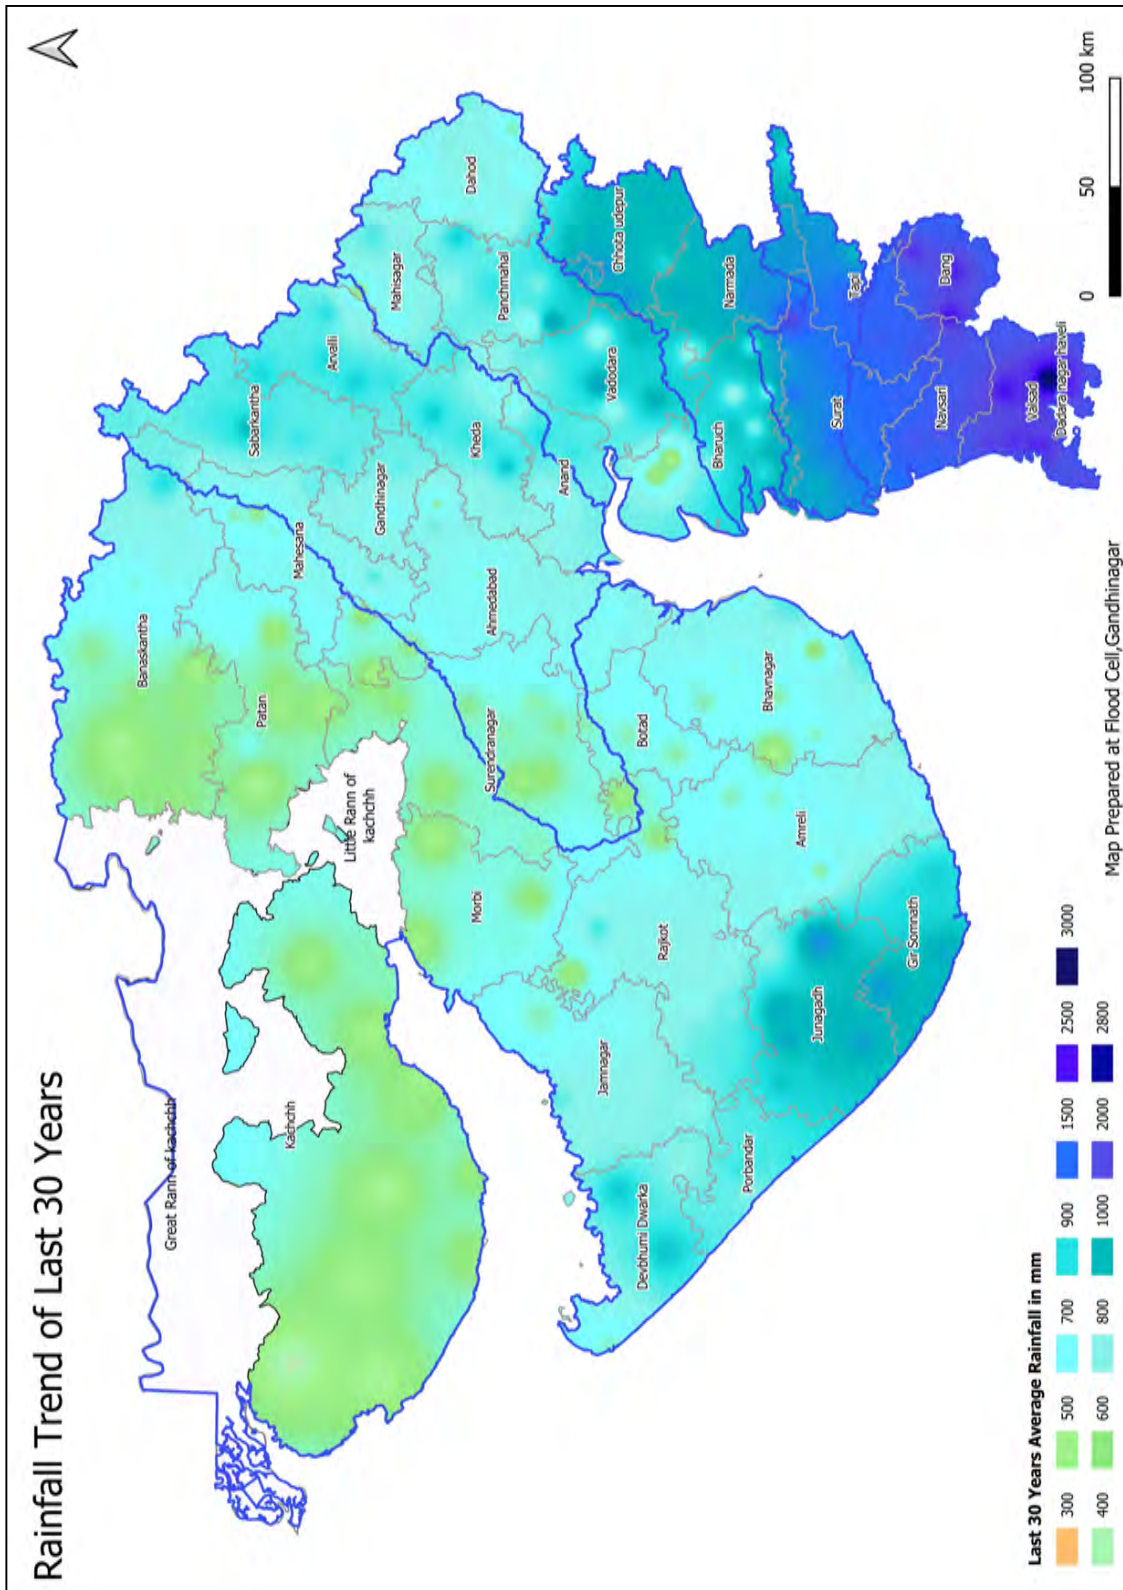 Rainfall Trend of Last 30 Years
Great Rann of kachchh
Kachchh
Little Rann of
kachchh
Banaskantha
Patan
Mahesana
Sabarkantha
Arvalli
Gandhinagar
Mahisagar
Dahod
Panchmahal
Kheda
Ahmedabad
Surendranagar
Morbi
Anand
Vadodara
Chhota udepur
Jamnagar
Rajkot
Botad
Devbhumi Dwarka
Bharuch
Narmada
Bhavnagar
Porbandar
Junagadh
Amreli
Gir Somnath
Surat
Tapi
Navsari
Dang
Valsad
Dadara nagar haveli
Last 30 Years Average Rainfall in mm
300 500 700 900 1500 2500 3000
400 600 800 1000 2000 2800
0 50 100 km
Map Prepared at Flood Cell,Gandhinagar